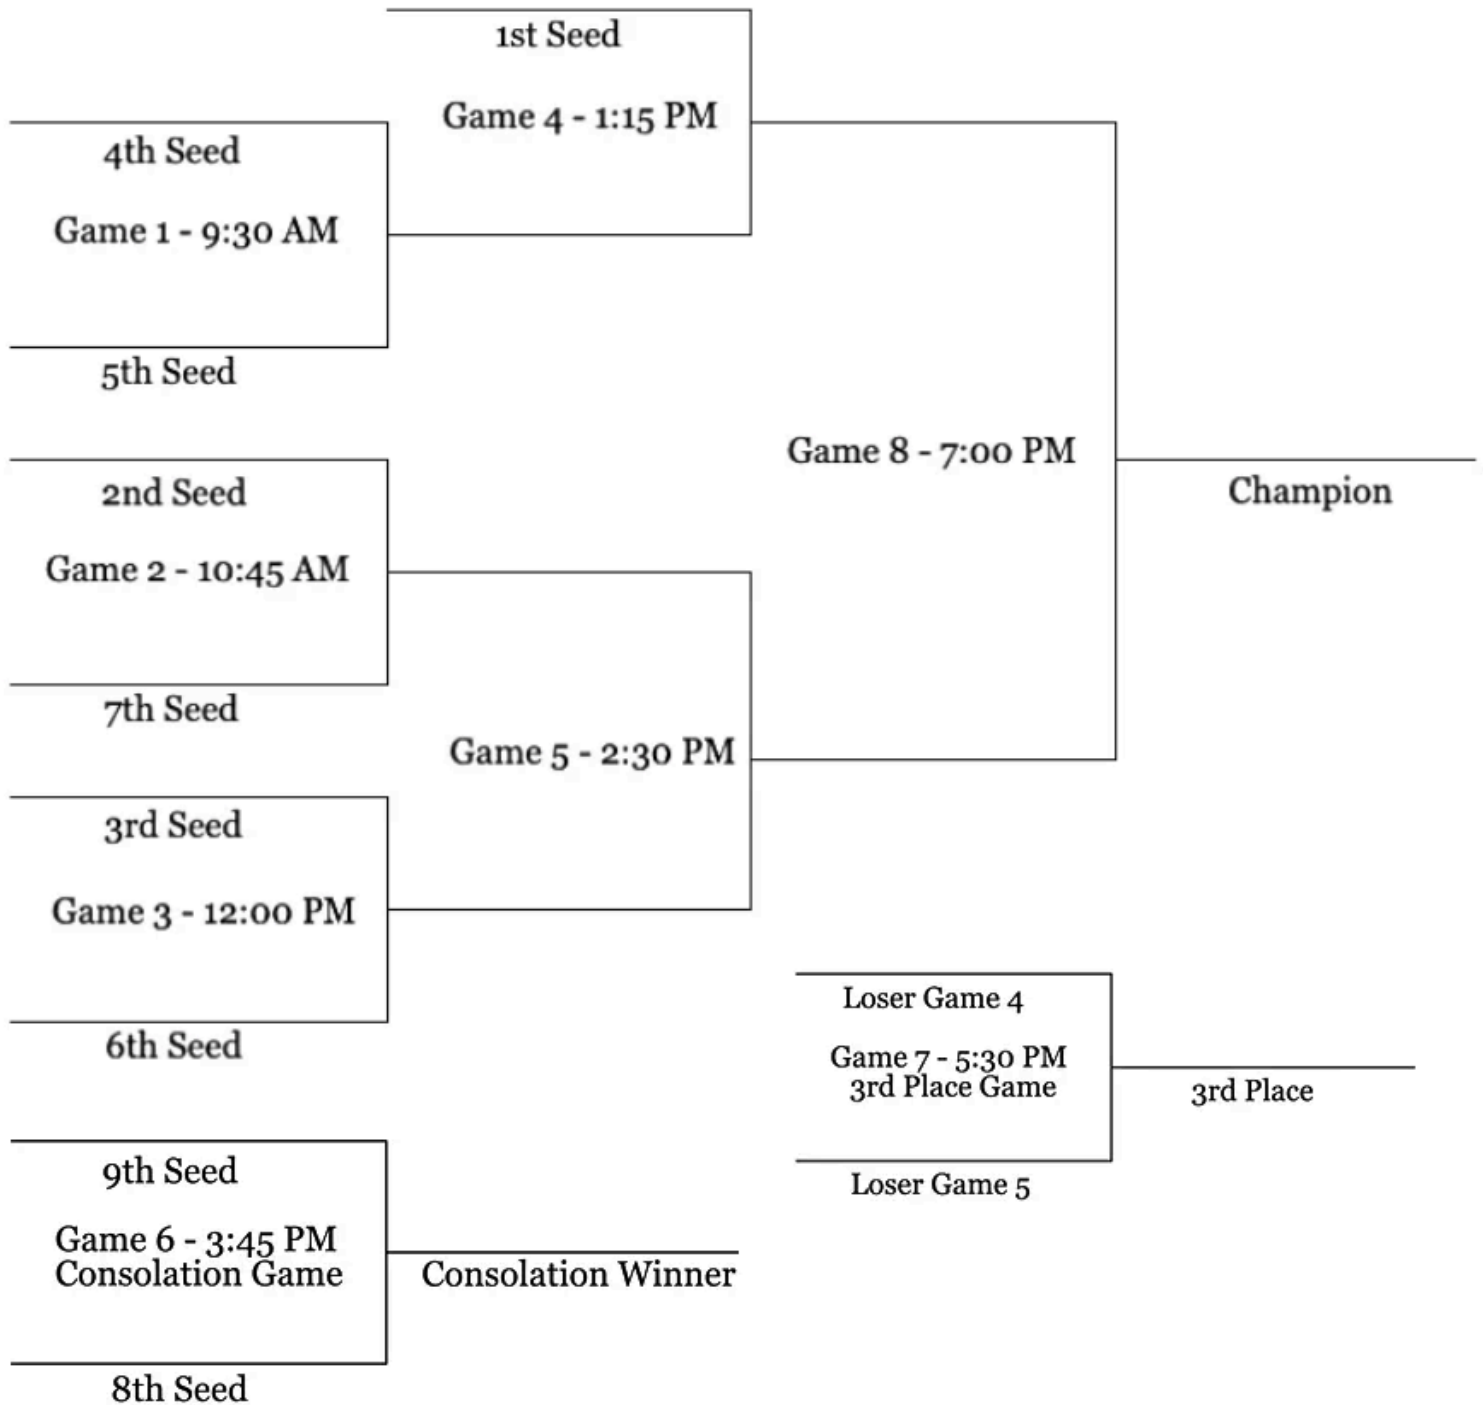 1st Seed
Game 4 - 1:15 PM
4th Seed
Game 1 - 9:30 AM
5th Seed
2nd Seed
Game 2 - 10:45 AM
7th Seed
Game 8 - 7:00 PM
Champion
Game 5 - 2:30 PM
3rd Seed
Game 3 - 12:00 PM
6th Seed
Loser Game 4
Game 7 - 5:30 PM
3rd Place Game
3rd Place
Loser Game 5
9th Seed
Game 6 - 3:45 PM
Consolation Game
Consolation Winner
8th Seed